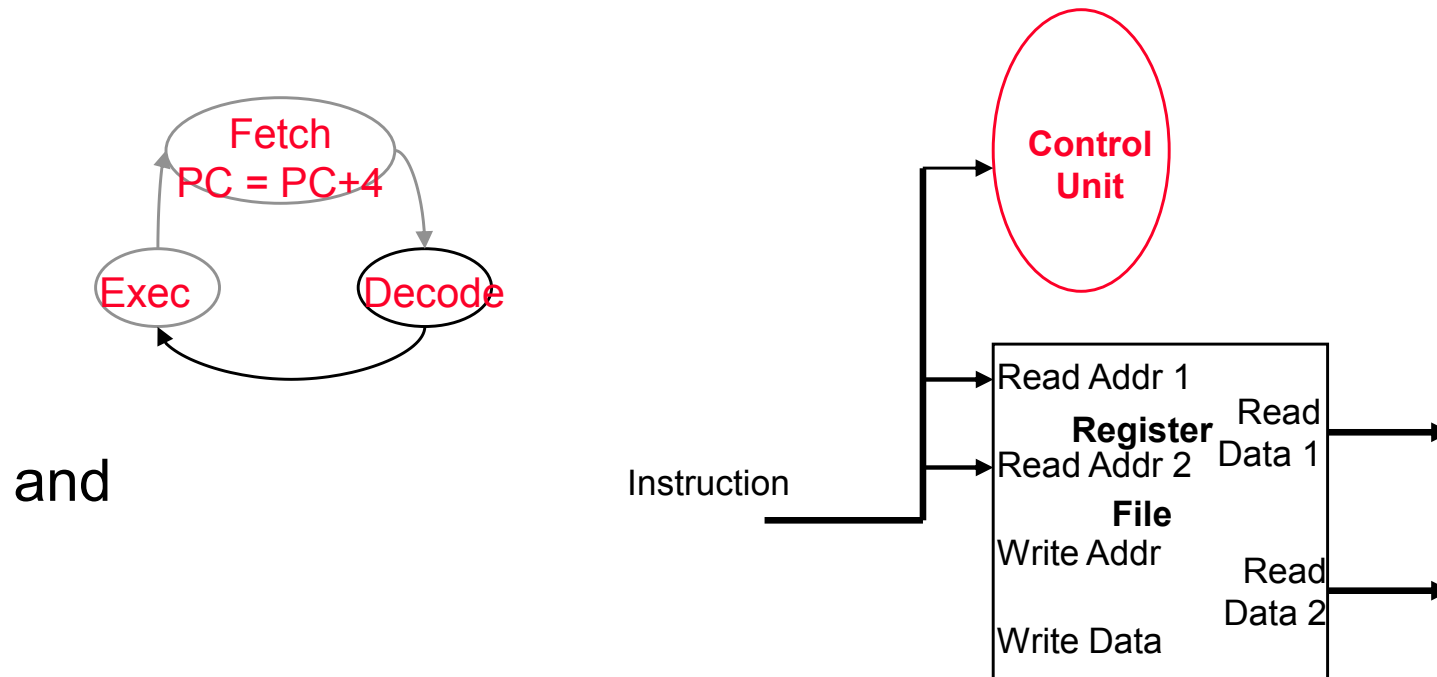 Fetch
PC = PC+4
Exec
Decode
and
Control
Unit
Instruction
Read Addr 1
Register
Read Addr 2
File
Write Addr
Write Data
Read
Data 1
Read
Data 2